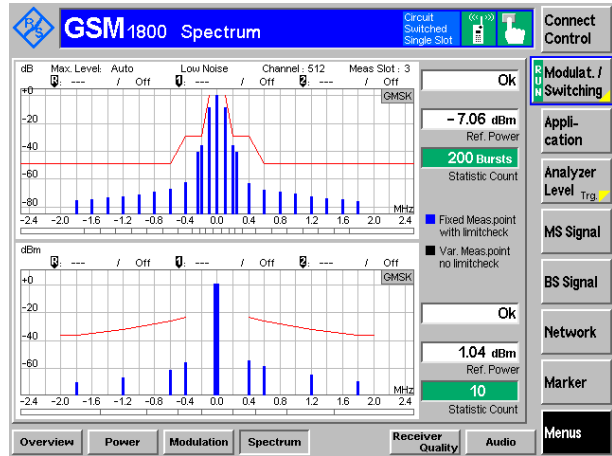 R&S
GSM 1800 Spectrum
Circuit
Switched
Single Slot
Connect
Control
dB Max. Level: Auto Low Noise Channel : 512 Meas Slot : 3
R : --- / Off 1 : --- / Off 2 : --- / Off
GMSK
+0
-20
-40
-60
-80
MHz
-2.4 -2.0 -1.6 -1.2 -0.8 -0.4 0.0 0.4 0.8 1.2 1.6 2.0 2.4
Ok
- 7.06 dBm
Ref. Power
200 Bursts
Statistic Count
Fixed Meas.point
with limitcheck
Var. Meas.point
no limitcheck
dBm
R : --- / Off 1 : --- / Off 2 : --- / Off
GMSK
+0
-20
-40
-60
MHz
-2.4 -2.0 -1.6 -1.2 -0.8 -0.4 0.0 0.4 0.8 1.2 1.6 2.0 2.4
Ok
1.04 dBm
Ref. Power
10
Statistic Count
RUN
Modulat. /
Switching
Appli-
cation
Analyzer
Level Trg.
MS Signal
BS Signal
Network
Marker
Menus
Overview Power Modulation Spectrum Receiver
Quality Audio